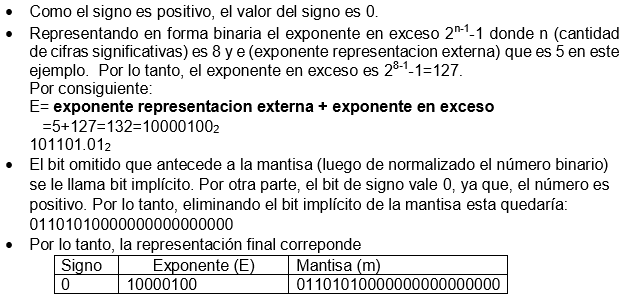 • Como el signo es positivo, el valor del signo es 0.
• Representando en forma binaria el exponente en exceso 2ⁿ⁻¹-1 donde n (cantidad
de cifras significativas) es 8 y e (exponente representacion externa) que es 5 en este
ejemplo. Por lo tanto, el exponente en exceso es 2⁸⁻¹-1=127.
Por consiguiente:
E= exponente representacion externa + exponente en exceso
=5+127=132=10000100₂
101101.01₂
• El bit omitido que antecede a la mantisa (luego de normalizado el número binario)
se le llama bit implícito. Por otra parte, el bit de signo vale 0, ya que, el número es
positivo. Por lo tanto, eliminando el bit implícito de la mantisa esta quedaría:
01101010000000000000000
• Por lo tanto, la representación final correponde
Signo Exponente (E) Mantisa (m)
0 10000100 01101010000000000000000